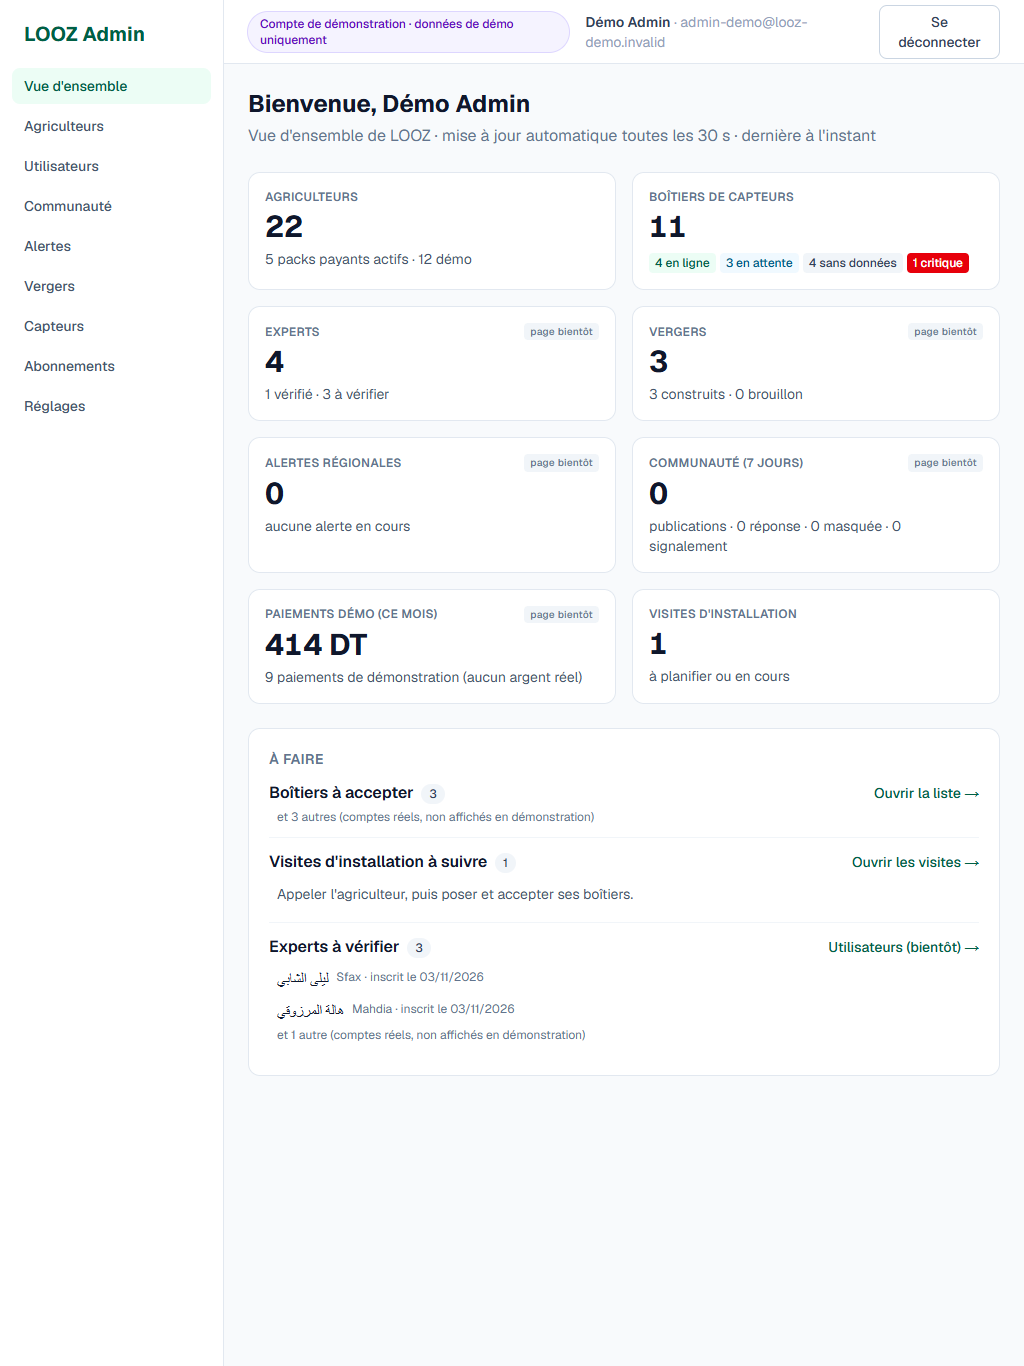 LOOZ Admin
Vue d'ensemble
Agriculteurs
Utilisateurs
Communauté
Alertes
Vergers
Capteurs
Abonnements
Réglages
Compte de démonstration · données de démo
uniquement
Démo Admin · admin-demo@looz-
demo.invalid
Se
déconnecter
Bienvenue, Démo Admin
Vue d'ensemble de LOOZ · mise à jour automatique toutes les 30 s · dernière à l'instant
AGRICULTEURS
22
5 packs payants actifs · 12 démo
BOÎTIERS DE CAPTEURS
11
4 en ligne 3 en attente 4 sans données 1 critique
EXPERTS page bientôt
4
1 vérifié · 3 à vérifier
VERGERS page bientôt
3
3 construits · 0 brouillon
ALERTES RÉGIONALES page bientôt
0
aucune alerte en cours
COMMUNAUTÉ (7 JOURS) page bientôt
0
publications · 0 réponse · 0 masquée · 0
signalement
PAIEMENTS DÉMO (CE MOIS) page bientôt
414 DT
9 paiements de démonstration (aucun argent réel)
VISITES D'INSTALLATION
1
à planifier ou en cours
À FAIRE
Boîtiers à accepter 3 Ouvrir la liste →
et 3 autres (comptes réels, non affichés en démonstration)
Visites d'installation à suivre 1 Ouvrir les visites →
Appeler l'agriculteur, puis poser et accepter ses boîtiers.
Experts à vérifier 3 Utilisateurs (bientôt) →
ليلى الشابي Sfax · inscrit le 03/11/2026
هالة المرزوقي Mahdia · inscrit le 03/11/2026
et 1 autre (comptes réels, non affichés en démonstration)